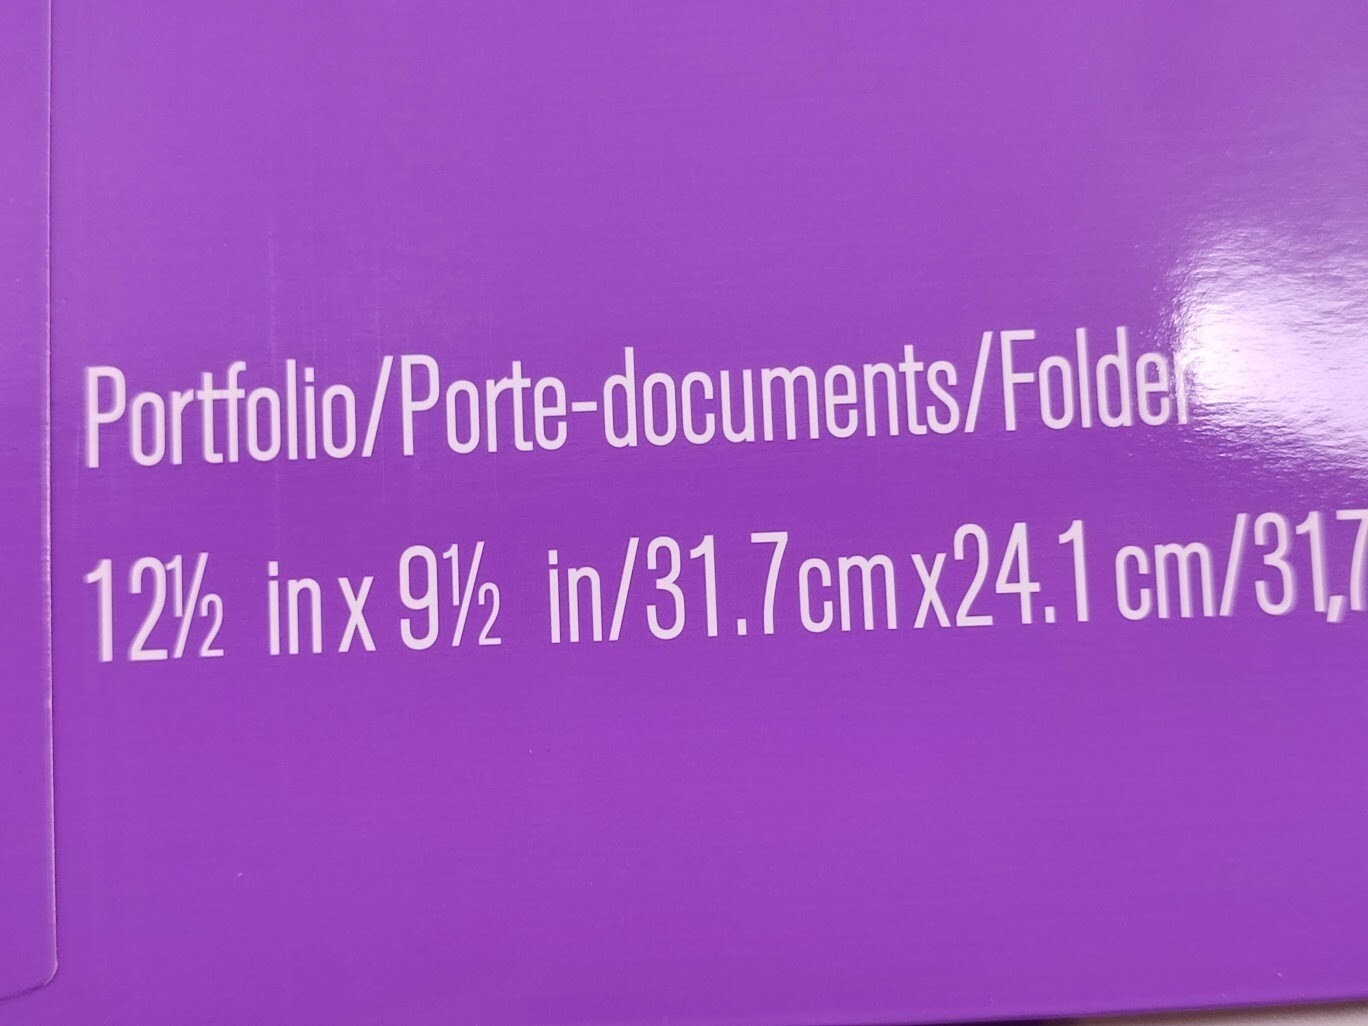 Portfolio/Porte-documents/Folder
12½ in x 9½ in/31.7cm x24.1 cm/31,7